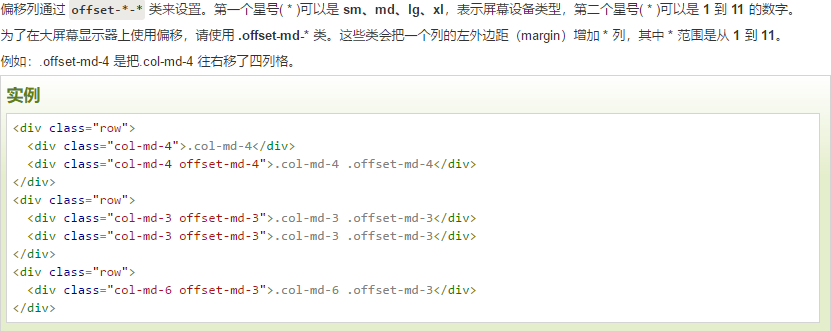 偏移列通过 offset-*-* 类来设置。第一个星号( * )可以是 sm、md、lg、xl，表示屏幕设备类型，第二个星号( * )可以是 1 到 11 的数字。
为了在大屏幕显示器上使用偏移，请使用 .offset-md-* 类。这些类会把一个列的左外边距（margin）增加 * 列，其中 * 范围是从 1 到 11。
例如：.offset-md-4 是把.col-md-4 往右移了四列格。
实例
<div class="row">
  <div class="col-md-4">.col-md-4</div>
  <div class="col-md-4 offset-md-4">.col-md-4 .offset-md-4</div>
</div>
<div class="row">
  <div class="col-md-3 offset-md-3">.col-md-3 .offset-md-3</div>
  <div class="col-md-3 offset-md-3">.col-md-3 .offset-md-3</div>
</div>
<div class="row">
  <div class="col-md-6 offset-md-3">.col-md-6 .offset-md-3</div>
</div>